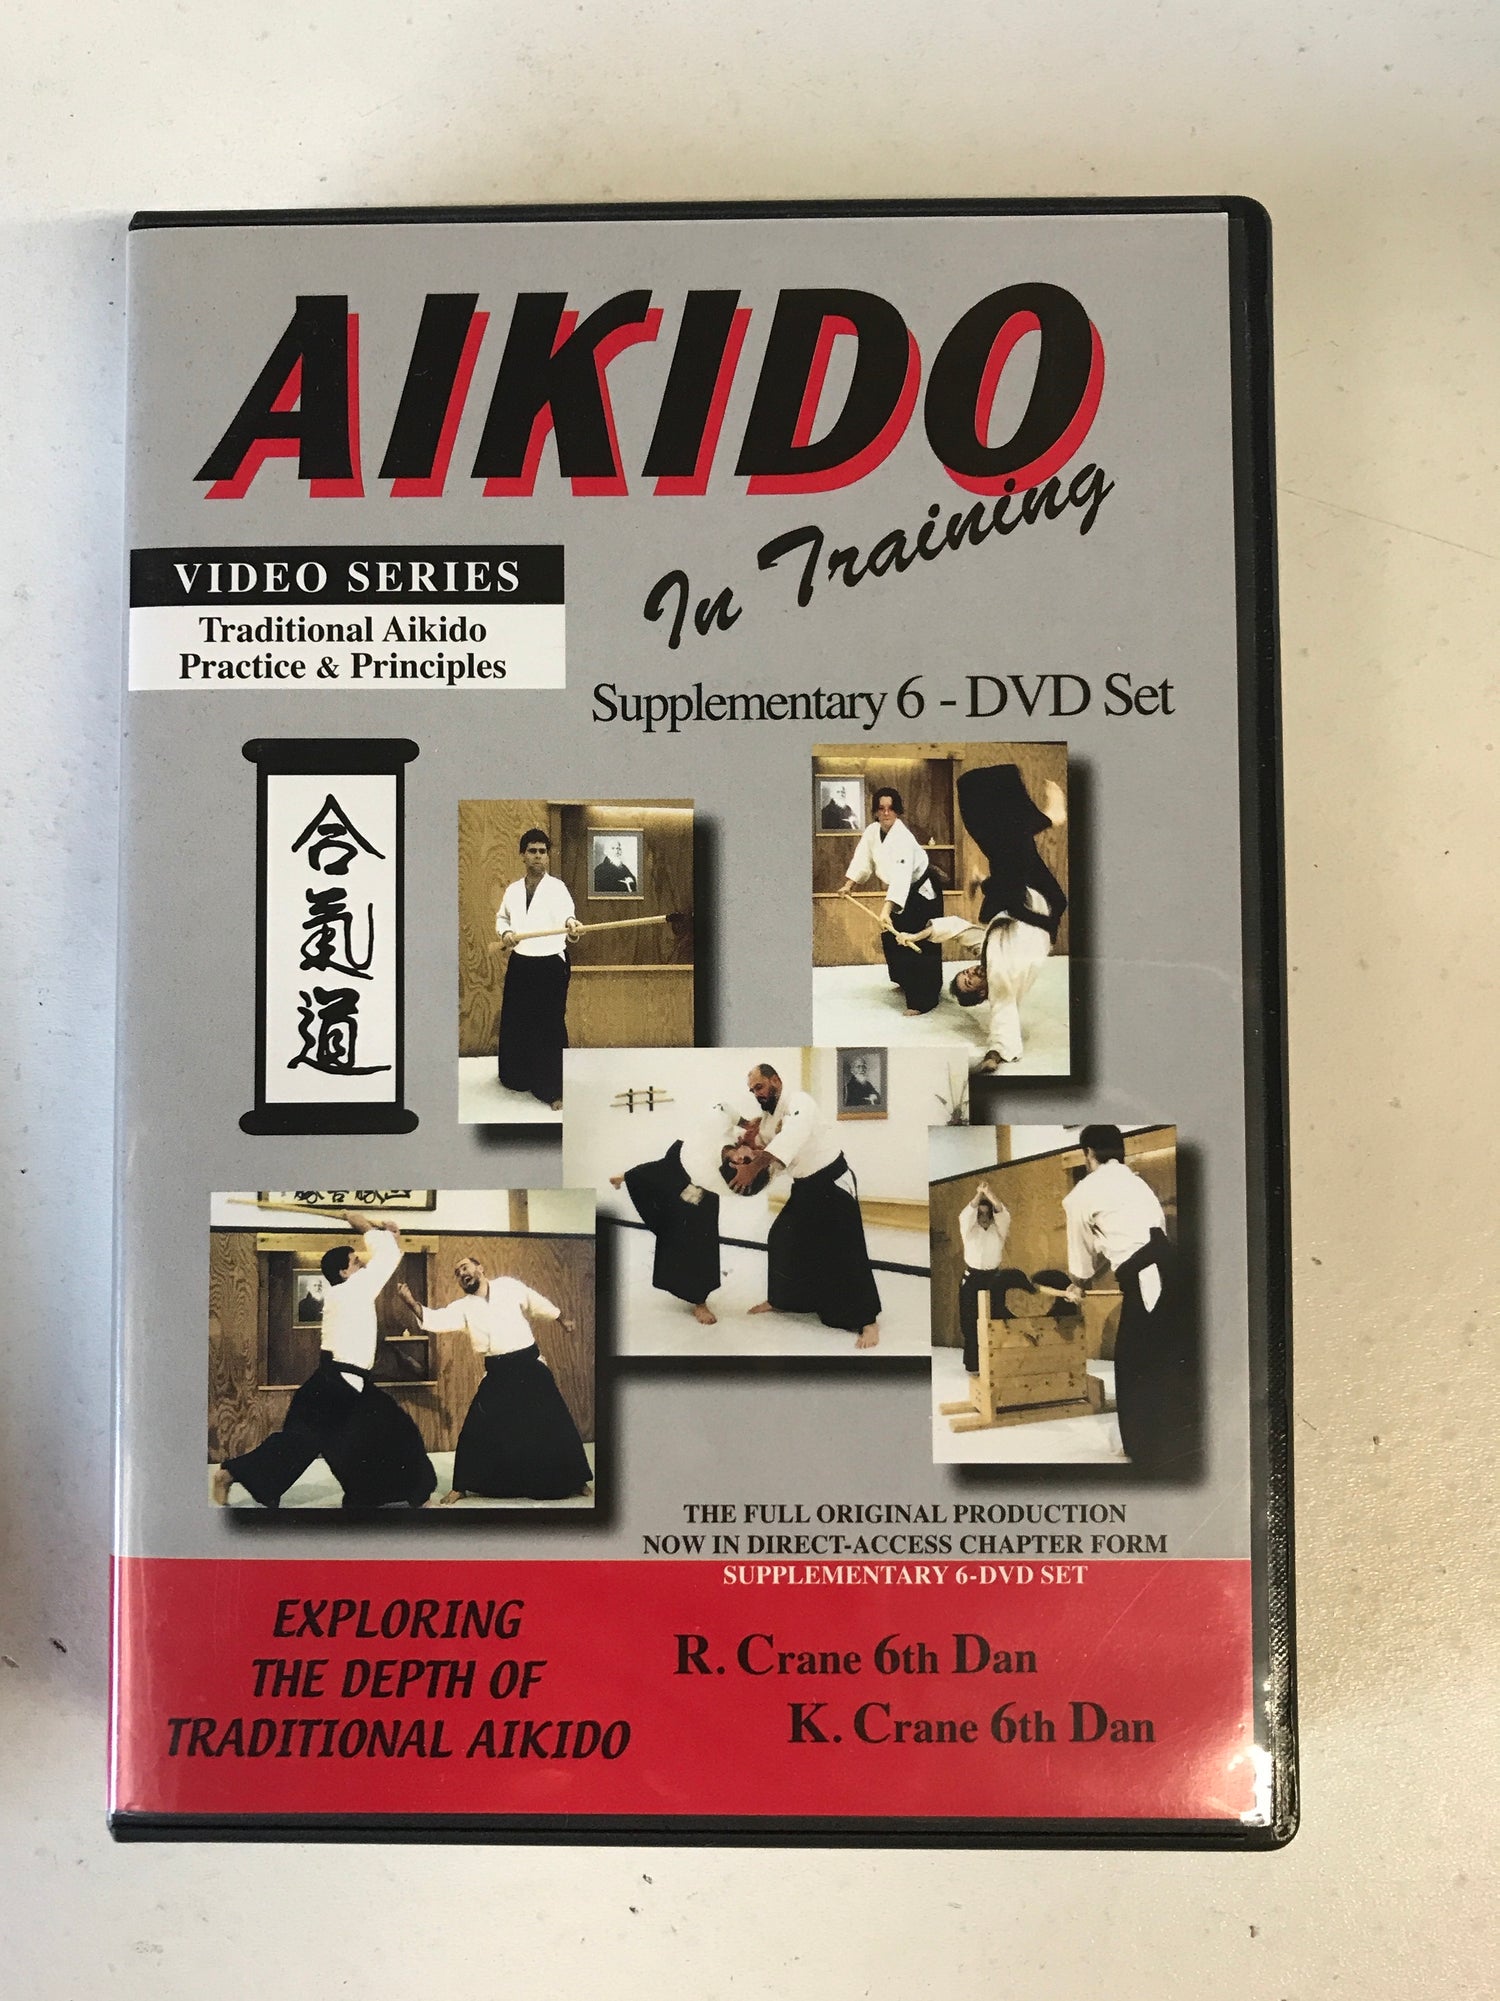 AIKIDO
In Training
VIDEO SERIES
Traditional Aikido
Practice & Principles
Supplementary 6 - DVD Set
合
氣
道
THE FULL ORIGINAL PRODUCTION
NOW IN DIRECT-ACCESS CHAPTER FORM
SUPPLEMENTARY 6-DVD SET
EXPLORING
THE DEPTH OF
TRADITIONAL AIKIDO
R. Crane 6th Dan
K. Crane 6th Dan